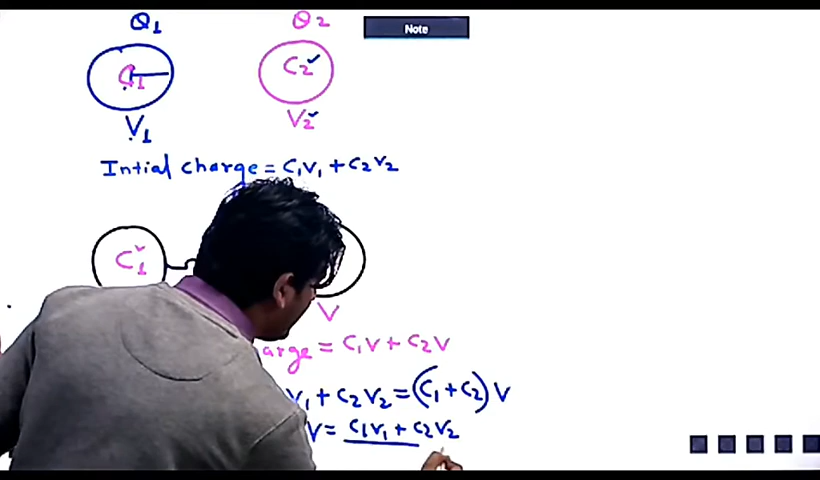 Q₁ Q₂
Note
C₁ C₂
V₁ V₂
Intial charge = C₁V₁ + C₂V₂
C₁
V
= C₁V + C₂V
V₁ + C₂V₂ = (C₁ + C₂) V
V = C₁V₁ + C₂V₂